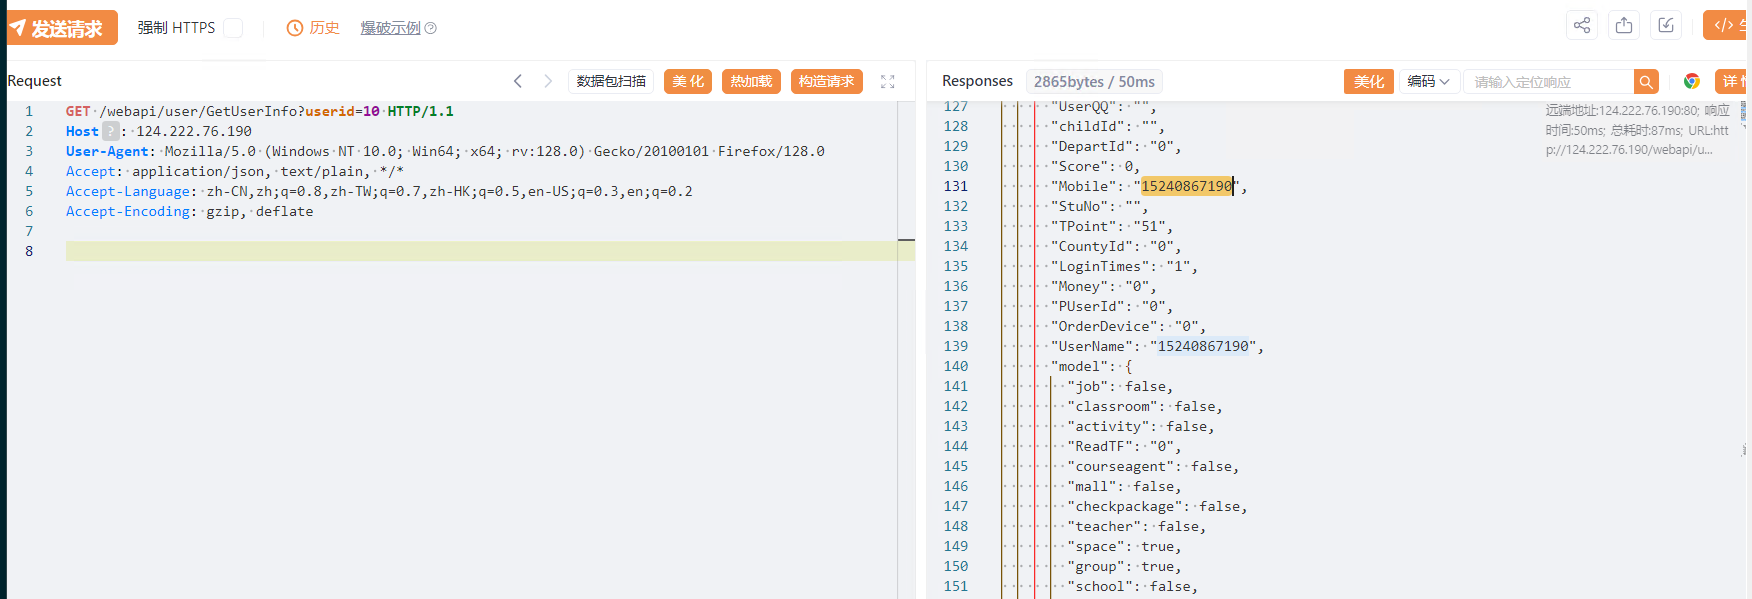 发送请求 强制 HTTPS 历史 爆破示例
Request 数据包扫描 美化 热加载 构造请求
1 GET /webapi/user/GetUserInfo?userid=10 HTTP/1.1
2 Host ? : 124.222.76.190
3 User-Agent: Mozilla/5.0 (Windows NT 10.0; Win64; x64; rv:128.0) Gecko/20100101 Firefox/128.0
4 Accept: application/json, text/plain, */*
5 Accept-Language: zh-CN,zh;q=0.8,zh-TW;q=0.7,zh-HK;q=0.5,en-US;q=0.3,en;q=0.2
6 Accept-Encoding: gzip, deflate
7
8
Responses 2865bytes / 50ms 美化 编码 请输入定位响应 详
127 "UserQQ": "",
128 "childId": "",
129 "DepartId": "0",
130 "Score": 0,
131 "Mobile": "15240867190",
132 "StuNo": "",
133 "TPoint": "51",
134 "CountyId": "0",
135 "LoginTimes": "1",
136 "Money": "0",
137 "PUserId": "0",
138 "OrderDevice": "0",
139 "UserName": "15240867190",
140 "model": {
141 "job": false,
142 "classroom": false,
143 "activity": false,
144 "ReadTF": "0",
145 "courseagent": false,
146 "mall": false,
147 "checkpackage": false,
148 "teacher": false,
149 "space": true,
150 "group": true,
151 "school": false,
远端地址:124.222.76.190:80; 响应
时间:50ms; 总耗时:87ms; URL:htt
p://124.222.76.190/webapi/u...